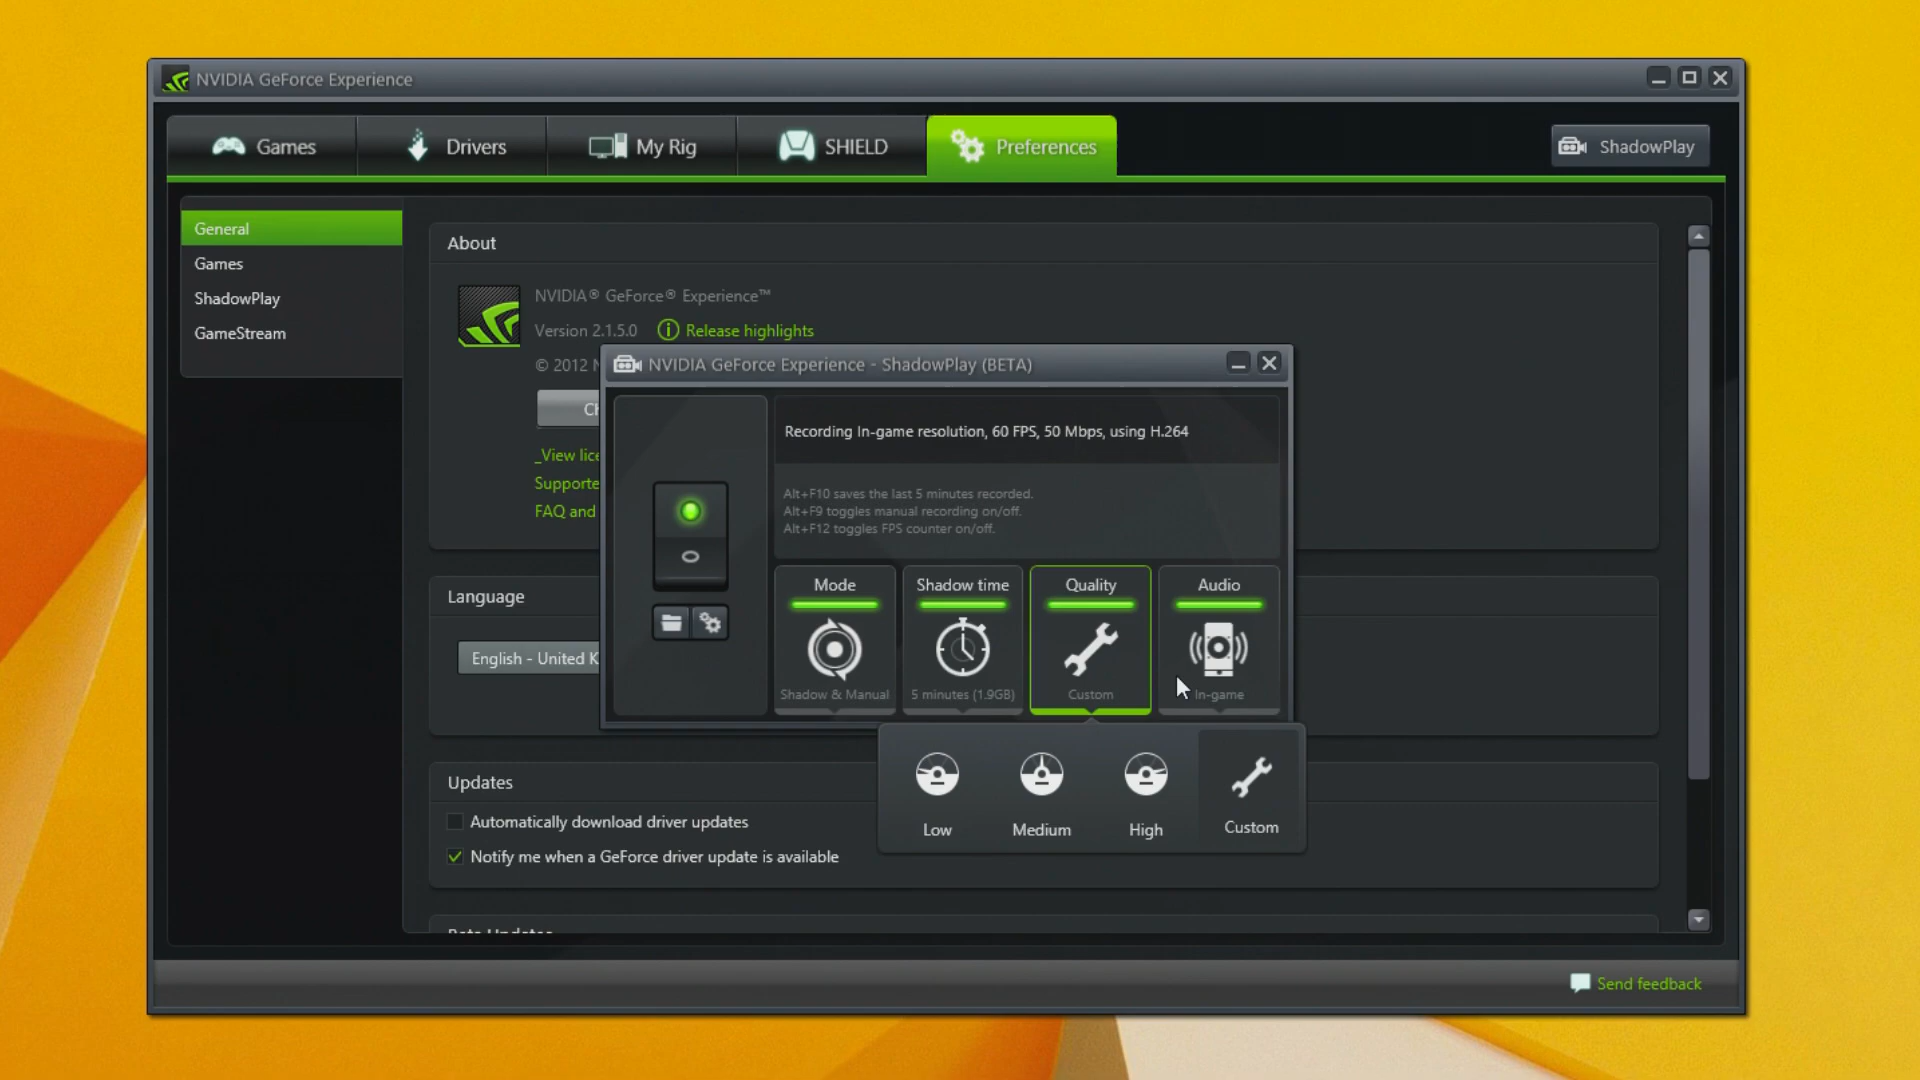 NVIDIA GeForce Experience
Games
Drivers
My Rig
SHIELD
Preferences
ShadowPlay
General
Games
ShadowPlay
GameStream
About
NVIDIA® GeForce® Experience™
Version 2.1.5.0
Release highlights
© 2012
_View
Supporte
FAQ and
NVIDIA GeForce Experience - ShadowPlay (BETA)
Recording In-game resolution, 60 FPS, 50 Mbps, using H.264
Alt+F10 saves the last 5 minutes recorded.
Alt+F9 toggles manual recording on/off.
Alt+F12 toggles FPS counter on/off.
Mode
Shadow time
Quality
Audio
Shadow & Manual
5 minutes (1.9GB)
Custom
In-game
Low
Medium
High
Custom
Language
English - United K
Updates
Automatically download driver updates
Notify me when a GeForce driver update is available
Send feedback